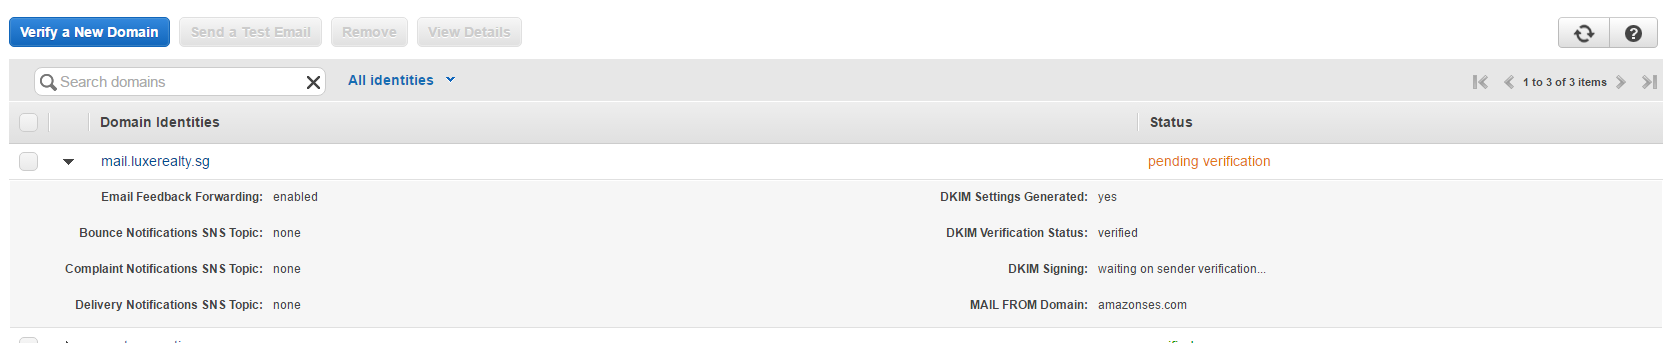 Verify a New Domain Send a Test Email Remove View Details
Search domains All identities 1 to 3 of 3 items
Domain Identities Status
mail.luxerealty.sg pending verification
Email Feedback Forwarding: enabled DKIM Settings Generated: yes
Bounce Notifications SNS Topic: none DKIM Verification Status: verified
Complaint Notifications SNS Topic: none DKIM Signing: waiting on sender verification...
Delivery Notifications SNS Topic: none MAIL FROM Domain: amazonses.com